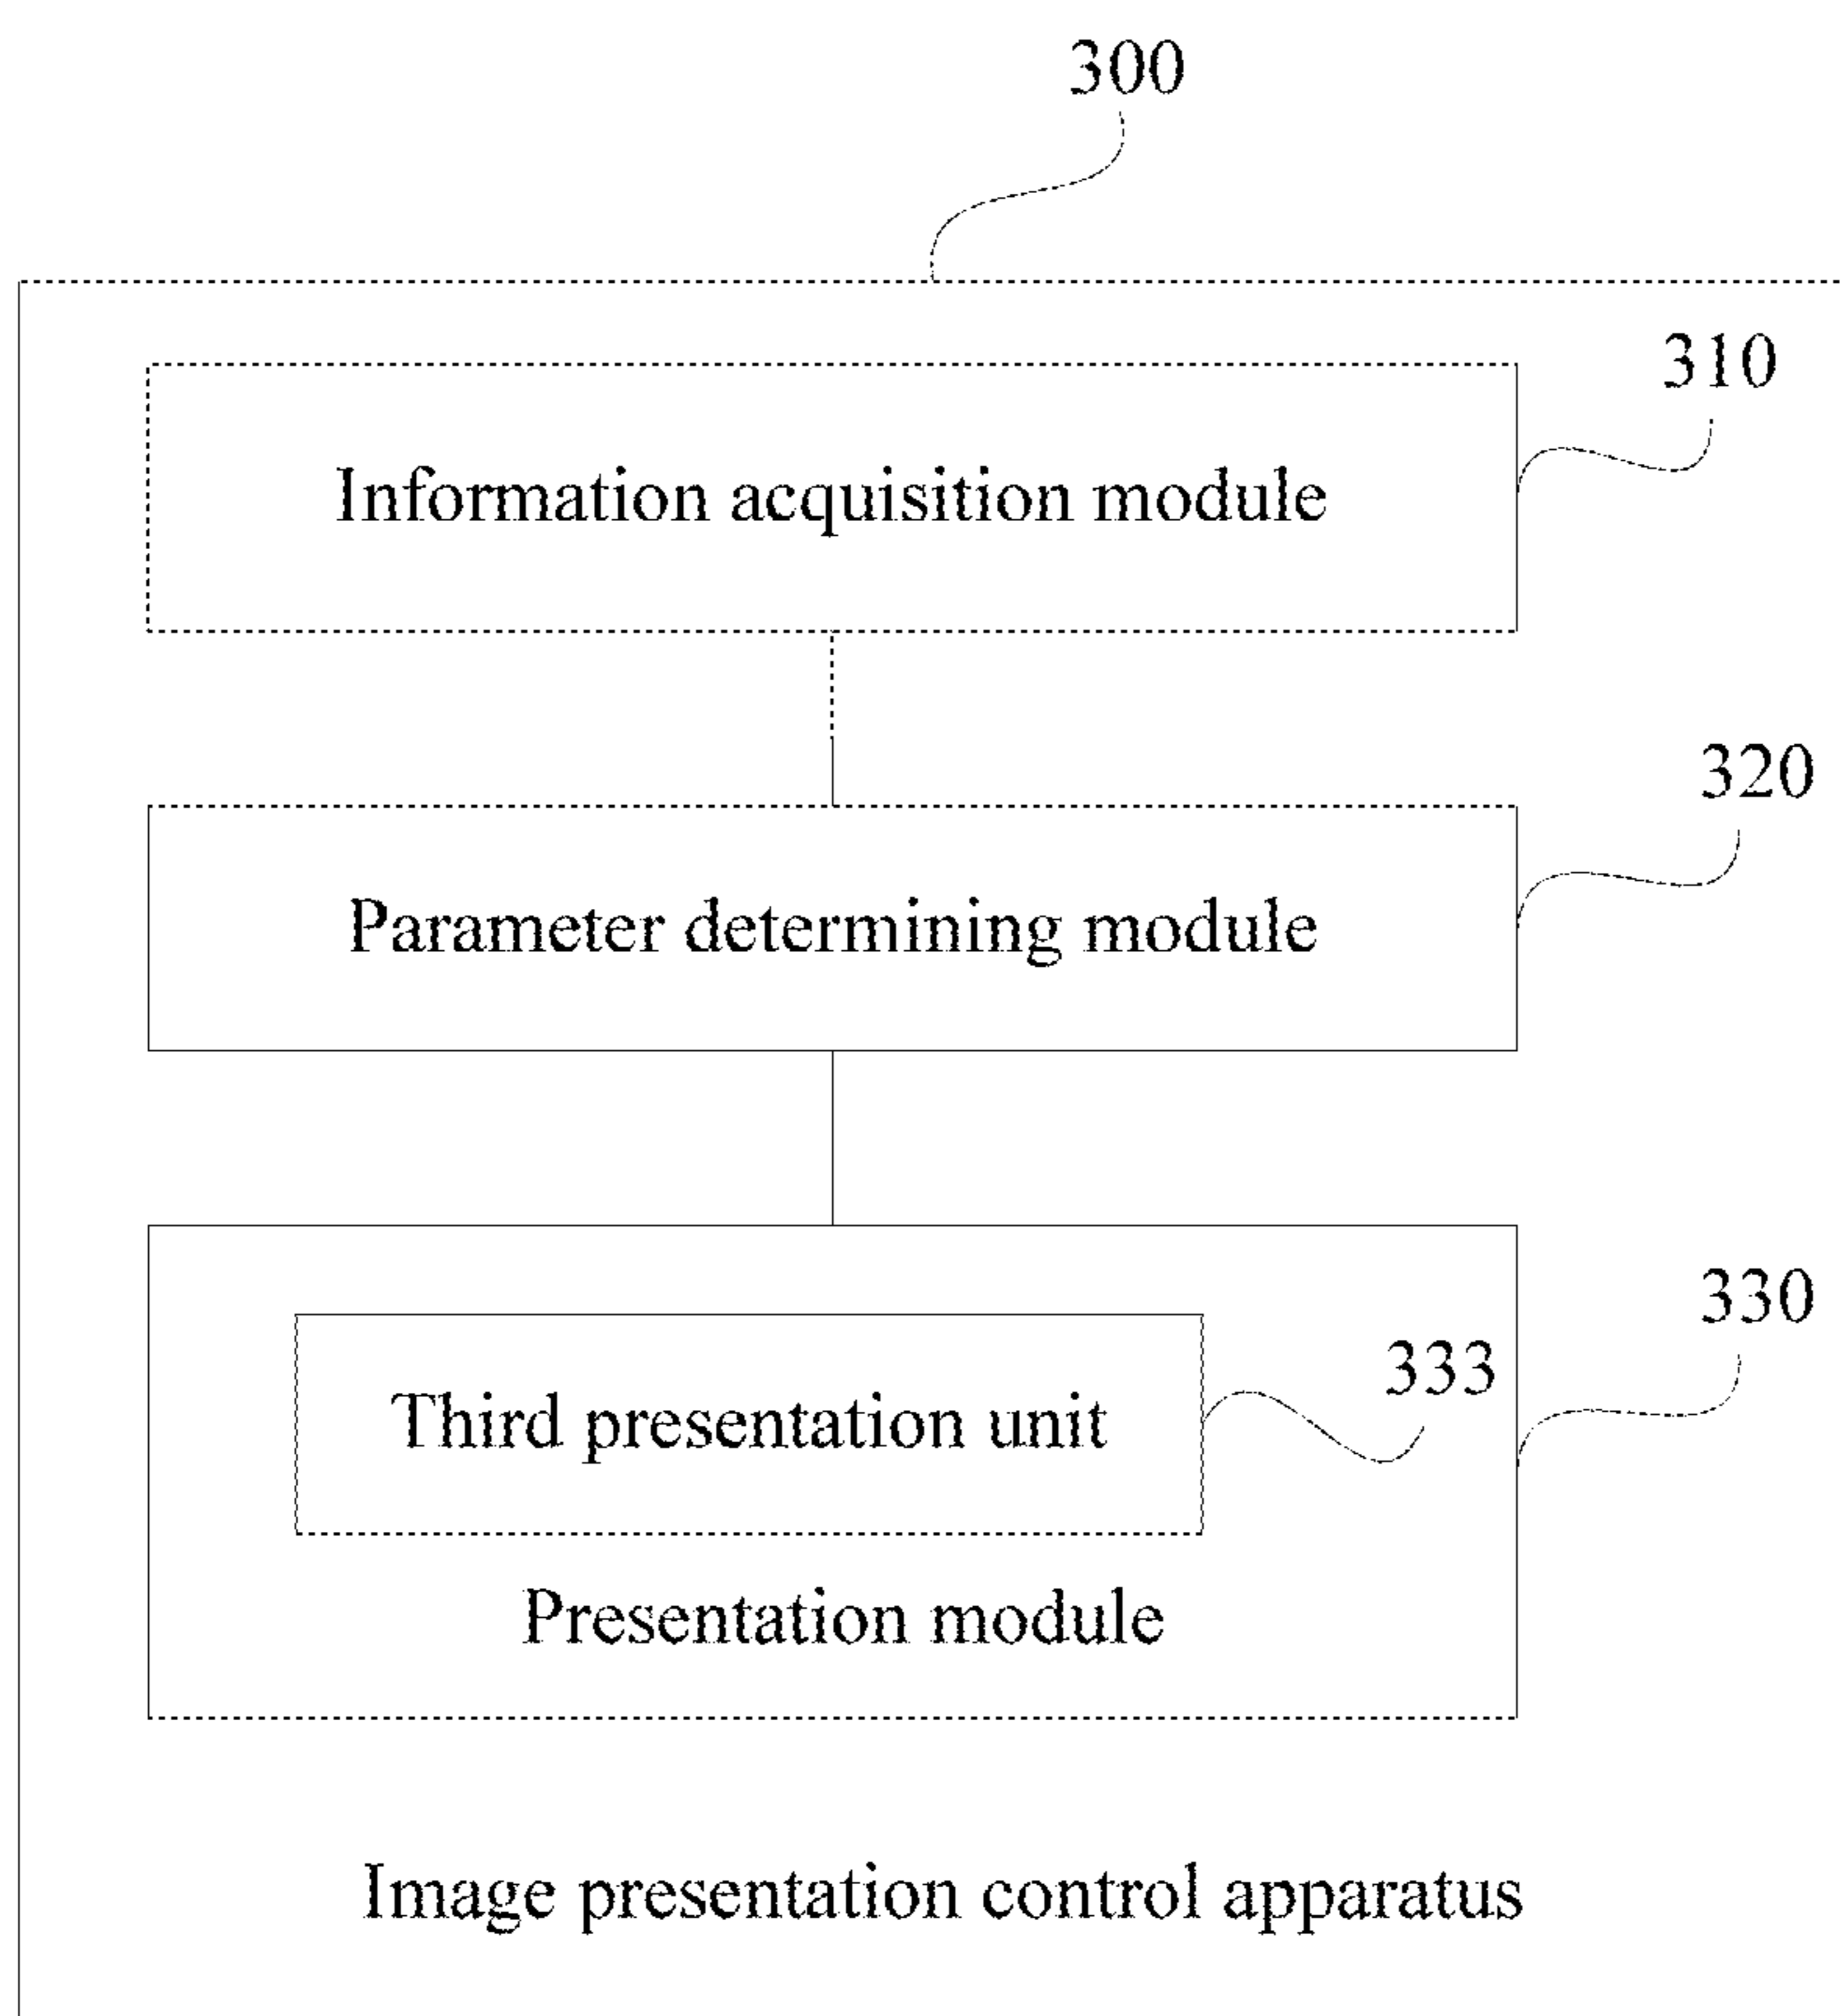 300
310
Information acquisition module
320
Parameter determining module
330
333
Third presentation unit
Presentation module
Image presentation control apparatus